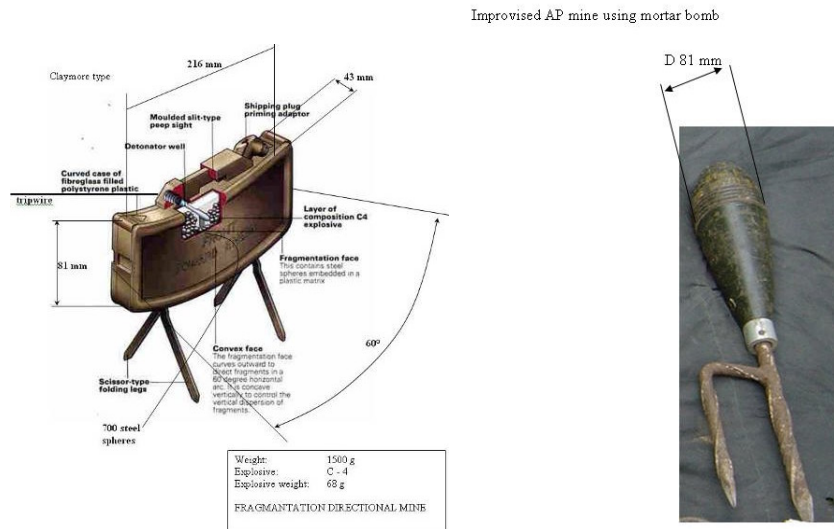 Improvised AP mine using mortar bomb
216 mm
Claymore type
43 mm
D 81 mm
Shipping plug
priming adaptor
Moulded slit-type
peep sight
Detonator well
Curved case of
fibreglass filled
polystyrene plastic
tripwire
Layer of
composition C4
explosive
FRONT
TOWARD ENEMY
81 mm
Fragmentation face
This contains steel
spheres embedded in a
plastic matrix
60°
Convex face
The fragmentation face
curves outward to
direct fragments in a
60 degree horizontal
arc. It is concave
vertically to control the
vertical dispersion of
fragments.
Scissor-type
folding legs
700 steel
spheres
Weight: 1500 g
Explosive: C - 4
Explosive weight: 68 g
FRAGMANTATION DIRECTIONAL MINE